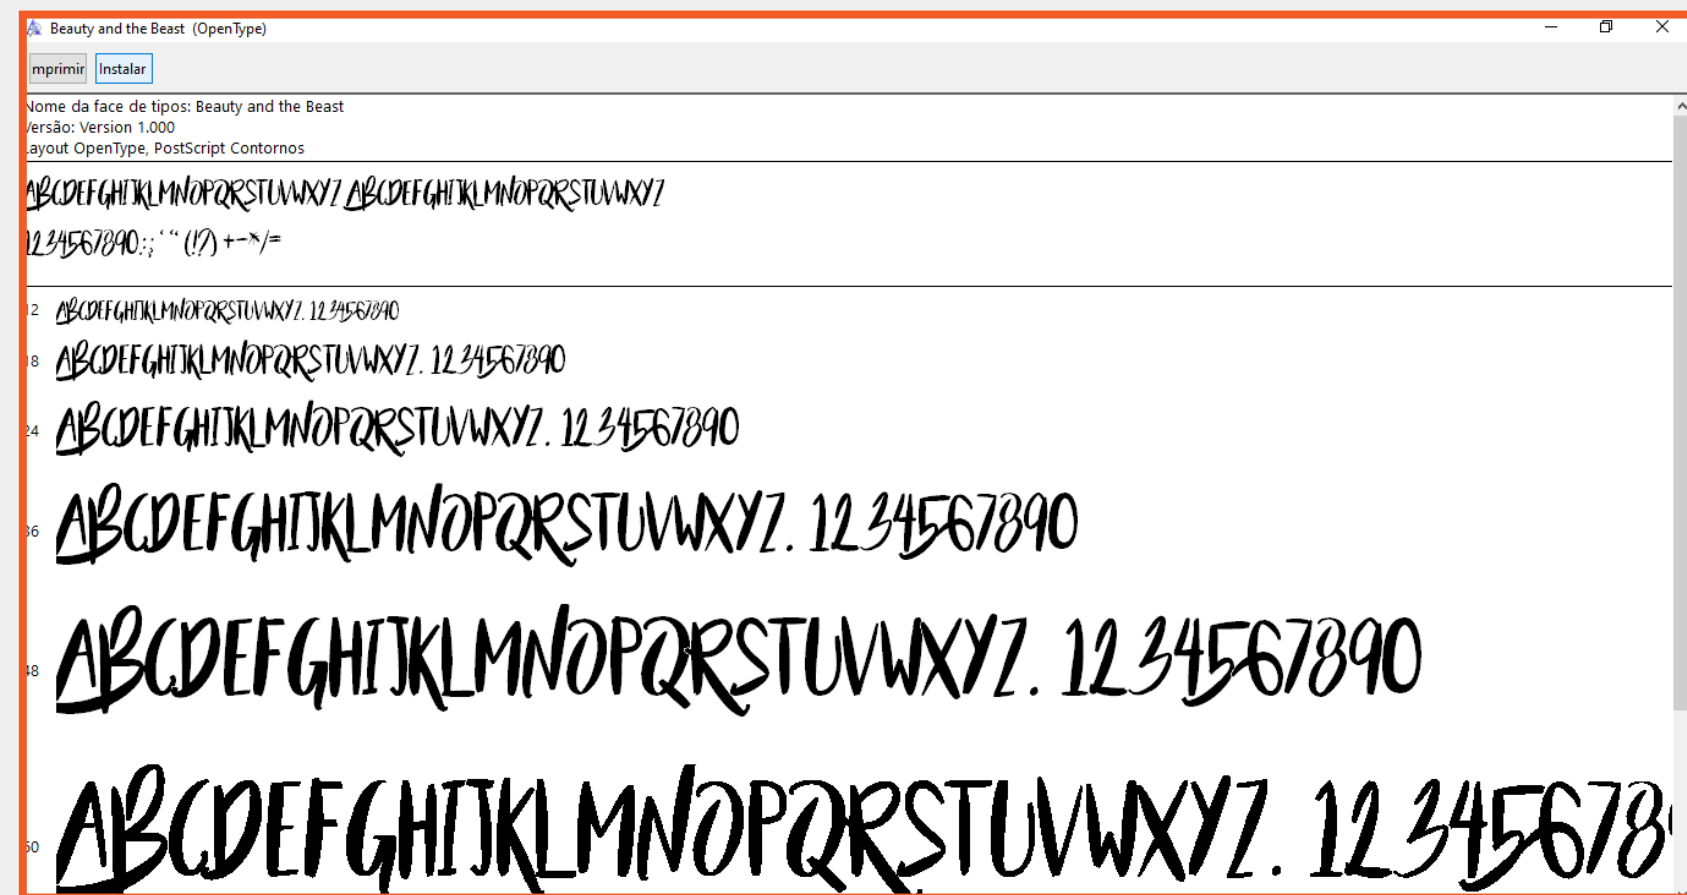 Beauty and the Beast (OpenType)
mprimir Instalar
Nome da face de tipos: Beauty and the Beast
Versão: Version 1.000
Layout OpenType, PostScript Contornos
ABCDEFGHIJKLMNOPQRSTUVWXYZ ABCDEFGHIJKLMNOPQRSTUVWXYZ
1234567890.:; ' " (!?) +-*/=
12 ABCDEFGHIJKLMNOPQRSTUVWXYZ. 1234567890
18 ABCDEFGHIJKLMNOPQRSTUVWXYZ. 1234567890
24 ABCDEFGHIJKLMNOPQRSTUVWXYZ. 1234567890
36 ABCDEFGHIJKLMNOPQRSTUVWXYZ. 1234567890
48 ABCDEFGHIJKLMNOPQRSTUVWXYZ. 1234567890
60 ABCDEFGHIJKLMNOPQRSTUVWXYZ. 12345678